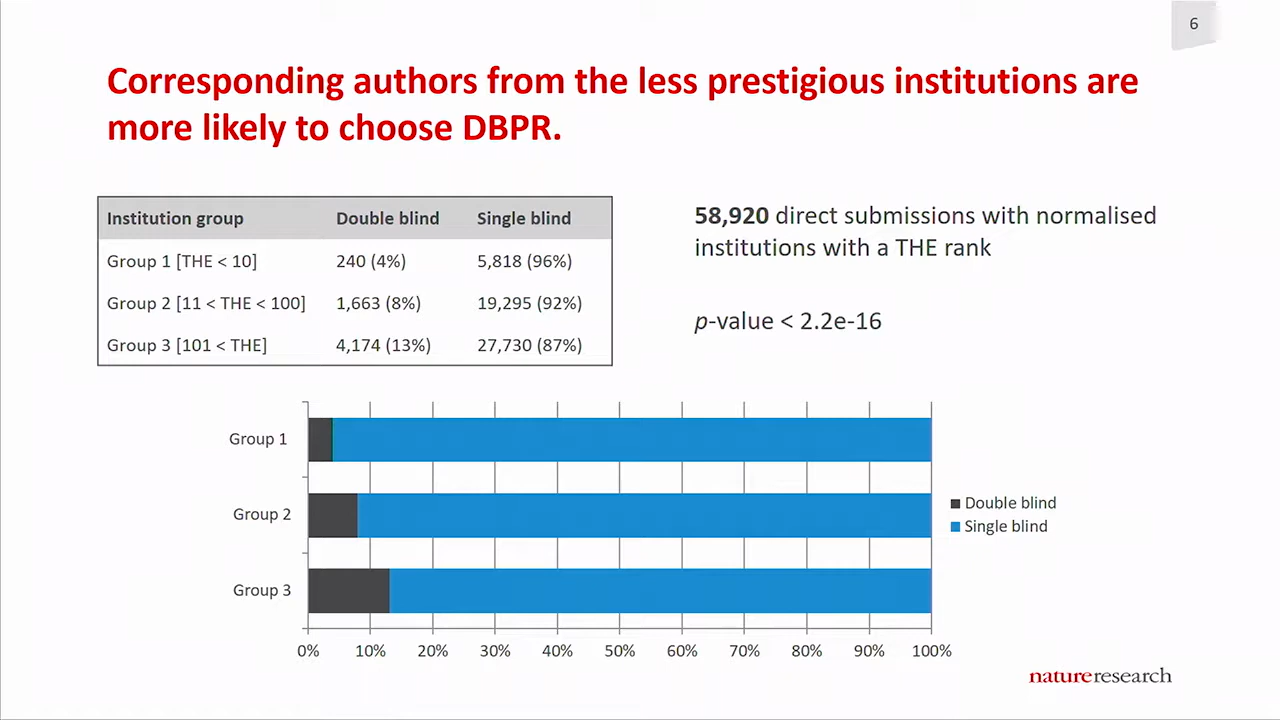 6
Corresponding authors from the less prestigious institutions are
more likely to choose DBPR.
Institution group Double blind Single blind
Group 1 [THE < 10] 240 (4%) 5,818 (96%)
Group 2 [11 < THE < 100] 1,663 (8%) 19,295 (92%)
Group 3 [101 < THE] 4,174 (13%) 27,730 (87%)
58,920 direct submissions with normalised
institutions with a THE rank
p-value < 2.2e-16
Group 1
Group 2
Group 3
0% 10% 20% 30% 40% 50% 60% 70% 80% 90% 100%
Double blind
Single blind
natureresearch